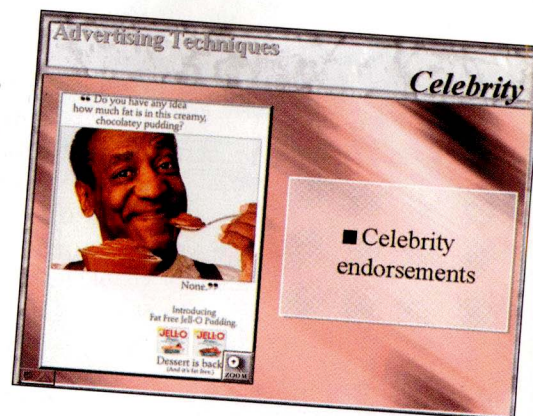 Advertising Techniques
Celebrity
❝ Do you have any idea
how much fat is in this creamy,
chocolatey pudding?
None.❞
Introducing
Fat Free Jell-O Pudding.
JELL-O JELL-O
Dessert is back
(And it's fat free.)
ZOOM
■ Celebrity
endorsements